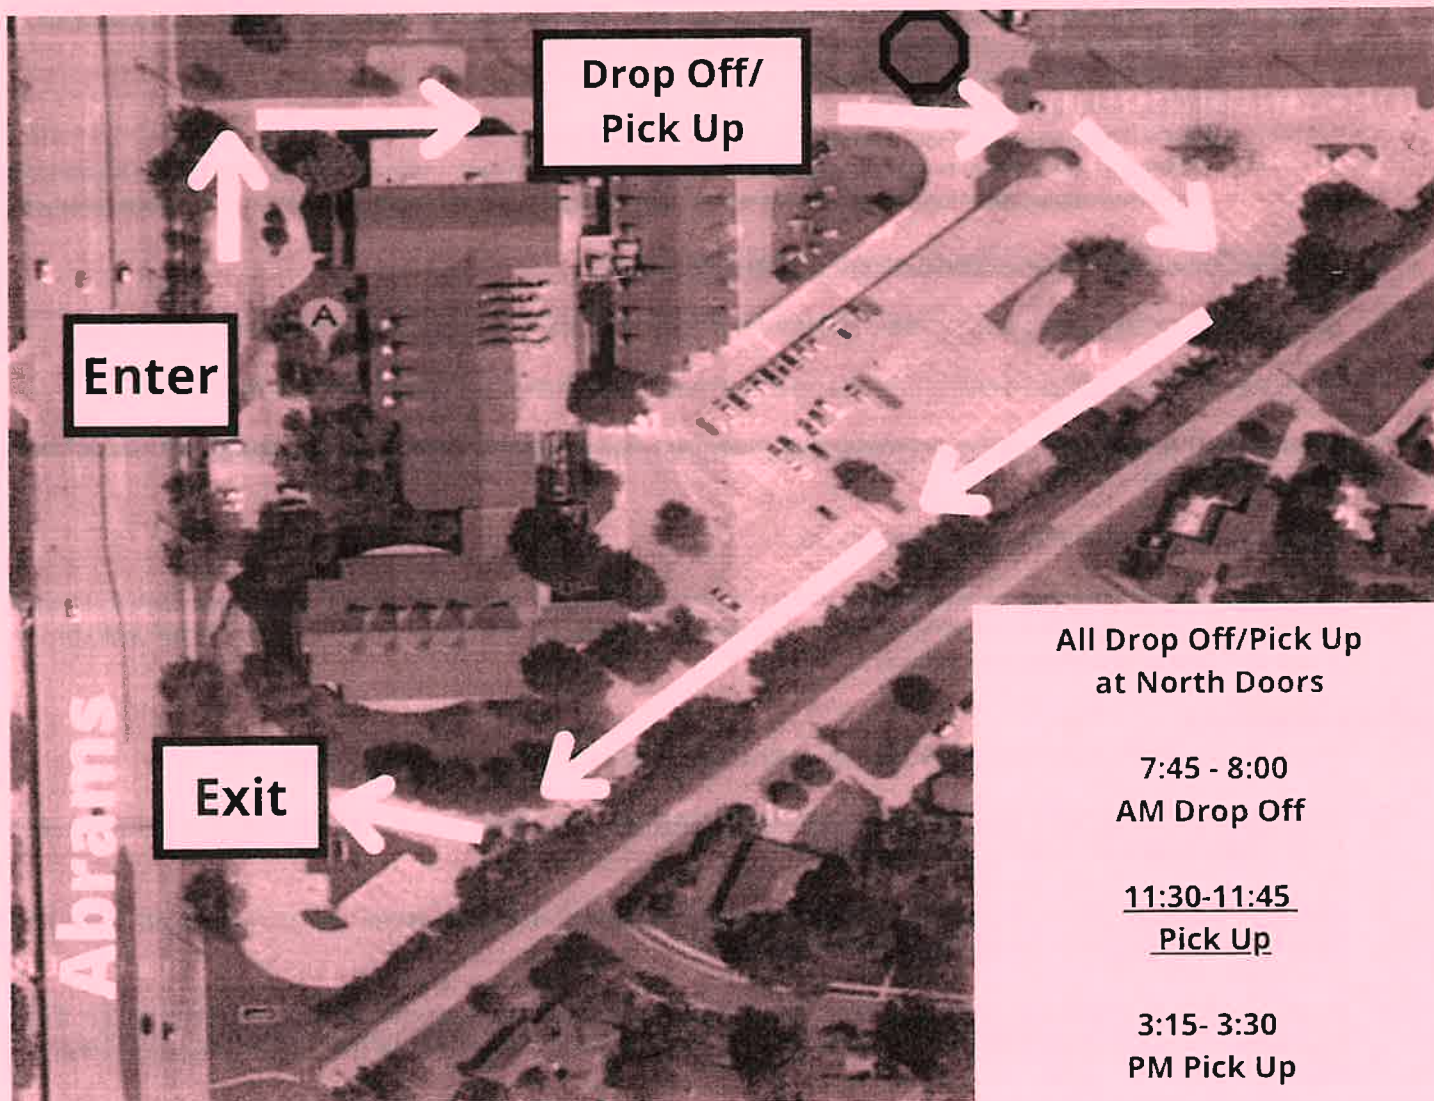 Drop Off/
Pick Up
A
Enter
Exit
Abrams
All Drop Off/Pick Up
at North Doors
7:45 - 8:00
AM Drop Off
11:30-11:45
Pick Up
3:15- 3:30
PM Pick Up